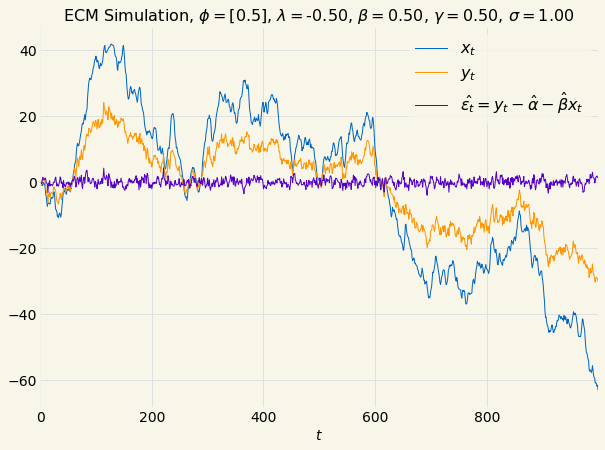 ECM Simulation, ϕ = [0.5], λ = -0.50, β = 0.50, γ = 0.50, σ = 1.00
x_t
y_t
ε̂_t = y_t − α̂ − β̂x_t
40
20
0
−20
−40
−60
0 200 400 600 800
t